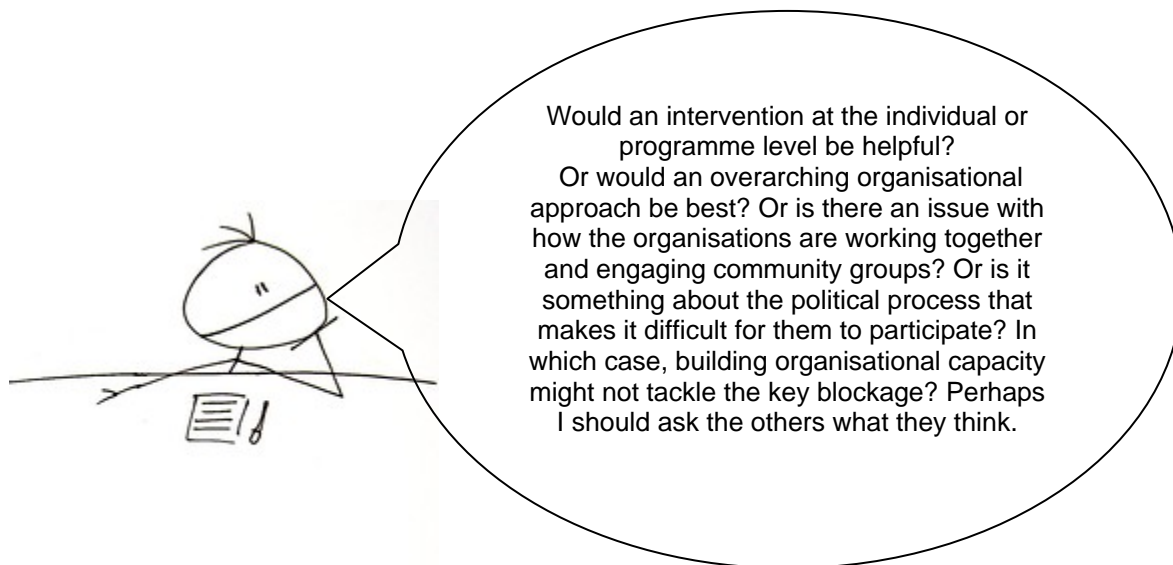 Would an intervention at the individual or
programme level be helpful?
Or would an overarching organisational
approach be best? Or is there an issue with
how the organisations are working together
and engaging community groups? Or is it
something about the political process that
makes it difficult for them to participate? In
which case, building organisational capacity
might not tackle the key blockage? Perhaps
I should ask the others what they think.